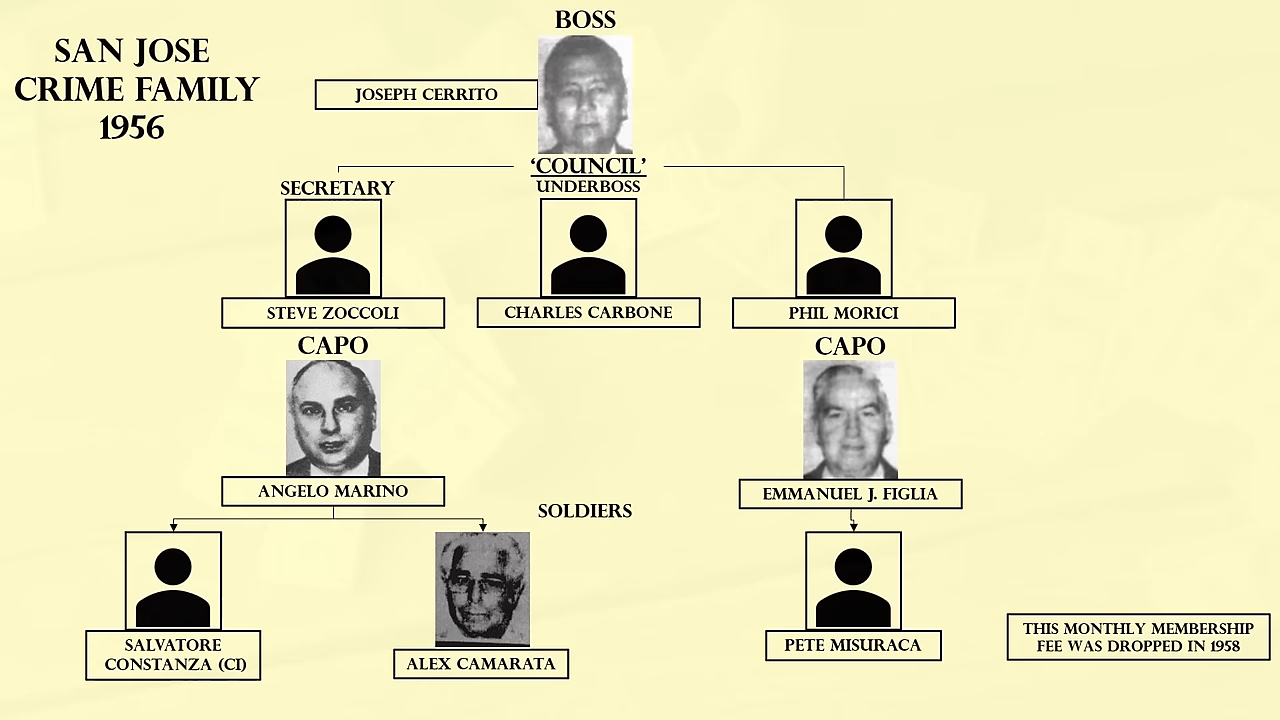 SAN JOSE
CRIME FAMILY
1956
BOSS
JOSEPH CERRITO
'COUNCIL'
SECRETARY
UNDERBOSS
STEVE ZOCCOLI
CHARLES CARBONE
PHIL MORICI
CAPO
CAPO
ANGELO MARINO
EMMANUEL J. FIGLIA
SOLDIERS
SALVATORE
CONSTANZA (CI)
ALEX CAMARATA
PETE MISURACA
THIS MONTHLY MEMBERSHIP
FEE WAS DROPPED IN 1958